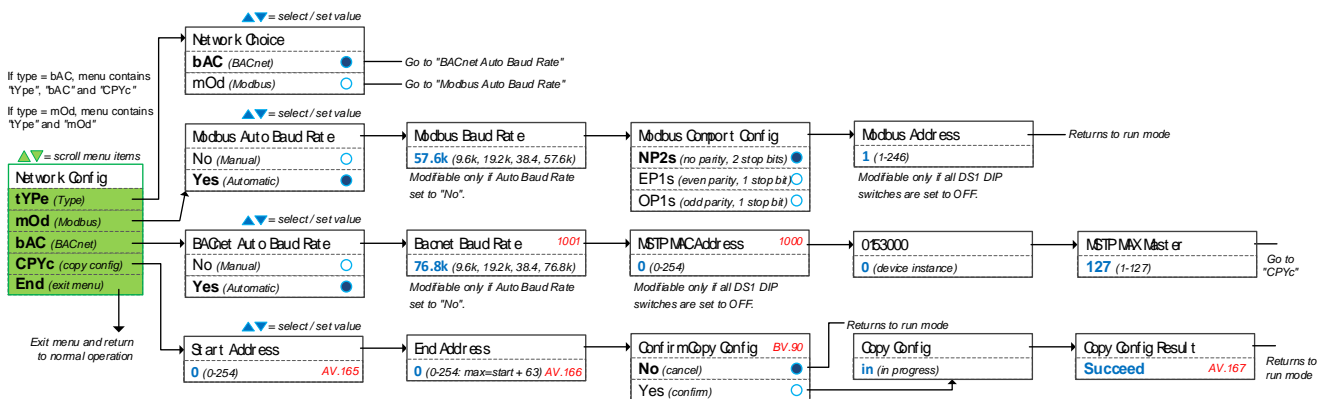 ▲▼= select / set value
Network Choice
bAC (BACnet)
Go to "BACnet Auto Baud Rate"
mOd (Modbus)
Go to "Modbus Auto Baud Rate"
If type = bAC, menu contains
"tYpe", "bAC" and "CPYc"
If type = mOd, menu contains
"tYpe" and "mOd"
▲▼= scroll menu items
Network Config
tYPe (Type)
mOd (Modbus)
bAC (BACnet)
CPYc (copy config)
End (exit menu)
Exit menu and return
to normal operation
▲▼= select / set value
Modbus Auto Baud Rate
No (Manual)
Yes (Automatic)
Modbus Baud Rate
57.6k (9.6k, 19.2k, 38.4, 57.6k)
Modifiable only if Auto Baud Rate
set to "No".
Modbus Comport Config
NP2s (no parity, 2 stop bits)
EP1s (even parity, 1 stop bit)
OP1s (odd parity, 1 stop bit)
Modbus Address
1 (1-246)
Modifiable only if all DS1 DIP
switches are set to OFF.
Returns to run mode
BACnet Auto Baud Rate
No (Manual)
Yes (Automatic)
Bacnet Baud Rate 1001
76.8k (9.6k, 19.2k, 38.4, 76.8k)
Modifiable only if Auto Baud Rate
set to "No".
MSTP MAC Address 1000
0 (0-254)
Modifiable only if all DS1 DIP
switches are set to OFF.
0153000
0 (device instance)
MSTP MAX Master
127 (1-127)
Go to
"CPYc"
▲▼= select / set value
Start Address
0 (0-254) AV.165
End Address
0 (0-254: max=start + 63) AV.166
Confirm Copy Config BV.90
No (cancel)
Yes (confirm)
Returns to run mode
Copy Config
in (in progress)
Copy Config Result
Succeed AV.167
Returns to
run mode